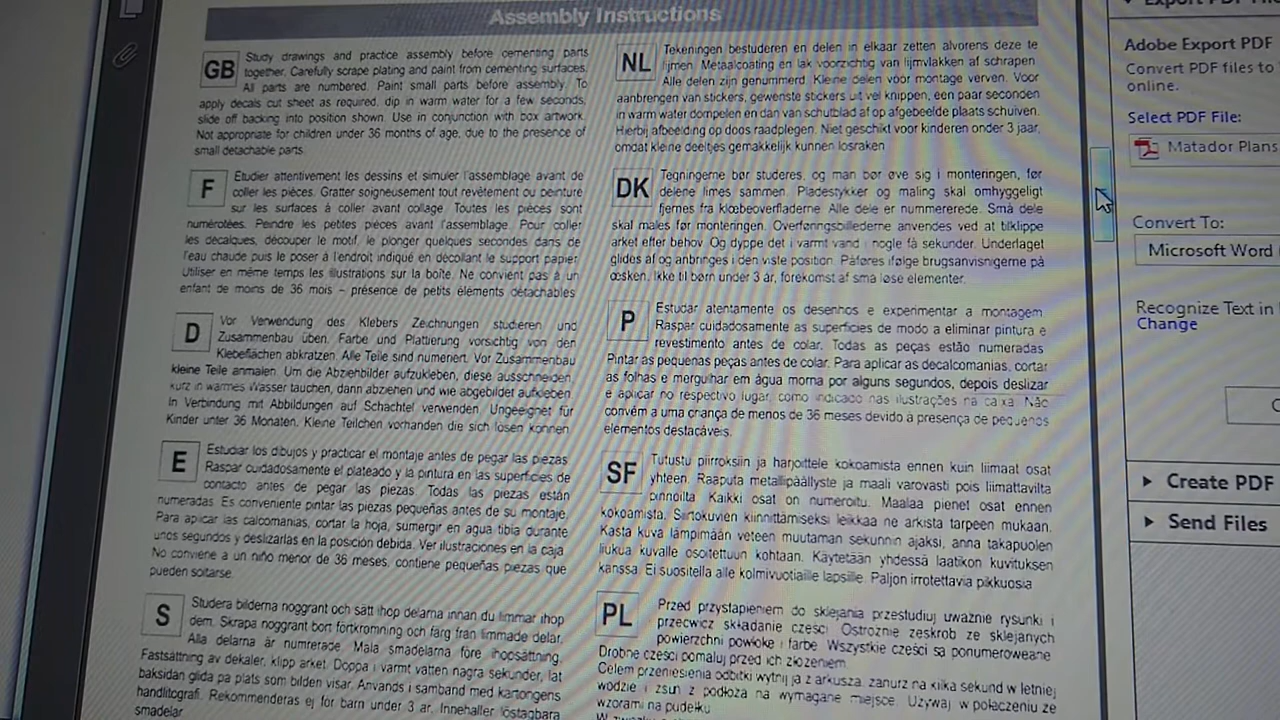 Assembly Instructions
GB
Study drawings and practice assembly before cementing parts
together. Carefully scrape plating and paint from cementing surfaces.
All parts are numbered. Paint small parts before assembly. To
apply decals cut sheet as required, dip in warm water for a few seconds,
slide off backing into position shown. Use in conjunction with box artwork.
Not appropriate for children under 36 months of age, due to the presence of
small detachable parts.
F
Etudier attentivement les dessins et simuler l'assemblage avant de
coller les pièces. Gratter soigneusement tout revêtement ou peinture
sur les surfaces à coller avant collage. Toutes les pièces sont
numérotées. Peindre les petites pièces avant l'assemblage. Pour coller
les décalques, découper le motif, le plonger quelques secondes dans de
l'eau chaude puis le poser à l'endroit indiqué en décollant le support papier.
Utiliser en même temps les illustrations sur la boîte. Ne convient pas à un
enfant de moins de 36 mois – présence de petits éléments détachables
D
Vor Verwendung des Klebers Zeichnungen studieren und
Zusammenbau üben. Farbe und Plattierung vorsichtig von den
Klebeflächen abkratzen. Alle Teile sind numeriert. Vor Zusammenbau
kleine Teile anmalen. Um die Abziehbilder aufzukleben, diese ausschneiden,
kurz in warmes Wasser tauchen, dann abziehen und wie abgebildet aufkleben.
In Verbindung mit Abbildungen auf Schachtel verwenden. Ungeeignet für
Kinder unter 36 Monaten. Kleine Teilchen vorhanden die sich lösen können.
E
Estudiar los dibujos y practicar el montaje antes de pegar las piezas.
Raspar cuidadosamente el plateado y la pintura en las superficies de
contacto antes de pegar las piezas. Todas las piezas están
numeradas. Es conveniente pintar las piezas pequeñas antes de su montaje.
Para aplicar las calcomanías, cortar la hoja, sumergir en agua tibia durante
unos segundos y deslizarlas en la posición debida. Ver ilustraciones en la caja
No conviene a un niño menor de 36 meses, contiene pequeñas piezas que
pueden soltarse.
S
Studera bilderna noggrant och sätt ihop delarna innan du limmar ihop
dem. Skrapa noggrant bort förkromning och färg från limmade delar.
Alla delarna är numrerade. Måla smådelarna före ihopsättning.
Fastsättning av dekaler, klipp arket. Doppa i varmt vatten några sekunder, låt
baksidan glida på plats som bilden visar. Används i samband med kartongens
handlitografi. Rekommenderas ej för barn under 3 år. Innehåller löstagbara
smådelar
NL
Tekeningen bestuderen en delen in elkaar zetten alvorens deze te
lijmen. Metaalcoating en lak voorzichtig van lijmvlakken af schrapen.
Alle delen zijn genummerd. Kleine delen voor montage verven. Voor
aanbrengen van stickers, gewenste stickers uit vel knippen, een paar seconden
in warm water dompelen en dan van schutblad af op afgebeelde plaats schuiven.
Hierbij afbeelding op doos raadplegen. Niet geschikt voor kinderen onder 3 jaar,
omdat kleine deeltjes gemakkelijk kunnen losraken
DK
Tegningerne bør studeres, og man bør øve sig i monteringen, før
delene limes sammen. Pladestykker og maling skal omhyggeligt
fjernes fra klæbeoverfladerne. Alle dele er nummererede. Små dele
skal males før monteringen. Overføringsbillederne anvendes ved at tilklippe
arket efter behov. Og dyppe det i varmt vand i nogle få sekunder. Underlaget
glides af og anbringes i den viste position. Påføres ifølge brugsanvisnigerne på
œsken. Ikke til børn under 3 år, forekomst af små løse elementer.
P
Estudar atentamente os desenhos e experimentar a montagem
Raspar cuidadosamente as superficies de modo a eliminar pintura e
revestimento antes de colar. Todas as peças estão numeradas
Pintar as pequenas peças antes de colar. Para aplicar as decalcomanias, cortar
as folhas e mergulhar em água morna por alguns segundos, depois deslizar
e aplicar no respectivo lugar, como indicado nas ilustrações na caixa. Não
convém a uma criança de menos de 36 meses devido à presença de pequenos
elementos destacáveis.
SF
Tutustu piirroksiin ja harjoittele kokoamista ennen kuin liimaat osat
yhteen. Raaputa metallipäällyste ja maali varovasti pois liimattavilta
pinnoilta Kaikki osat on numeroitu. Maalaa pienet osat ennen
kokoamista. Siirtokuvien kiinnittämiseksi leikkaa ne arkista tarpeen mukaan.
Kasta kuva lämpimään veteen muutaman sekunnin ajaksi, anna takapuolen
liukua kuvalle osoitettuun kohtaan. Käytetään yhdessä laatikon kuvituksen
kanssa. Ei suositella alle kolmivuotiaille lapsille. Paljon irrotettavia pikkuosia
PL
Przed przystąpieniem do sklejania przestudiuj uważnie rysunki i
przećwicz składanie części. Ostrożnie zeskrob ze sklejanych
powierzchni powłokę i farbę. Wszystkie części są ponumerowane
Drobne części pomaluj przed ich złożeniem.
Celem przeniesienia odbitki wytnij ją z arkusza, zanurz na kilka sekund w letniej
wodzie i zsuń z podłoża na wymagane miejsce. Używaj w połączeniu ze
wzorami na pudełku
Adobe Export PDF
Convert PDF files to
online.
Select PDF File:
Matador Plans
Convert To:
Microsoft Word
Recognize Text in
Change
Create PDF
Send Files